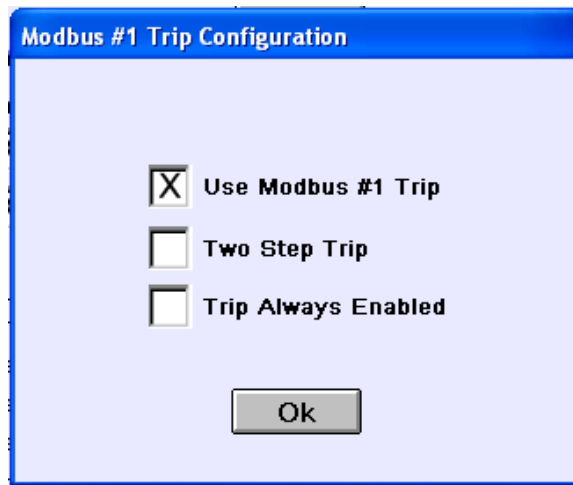 Modbus #1 Trip Configuration
X Use Modbus #1 Trip
Two Step Trip
Trip Always Enabled
Ok